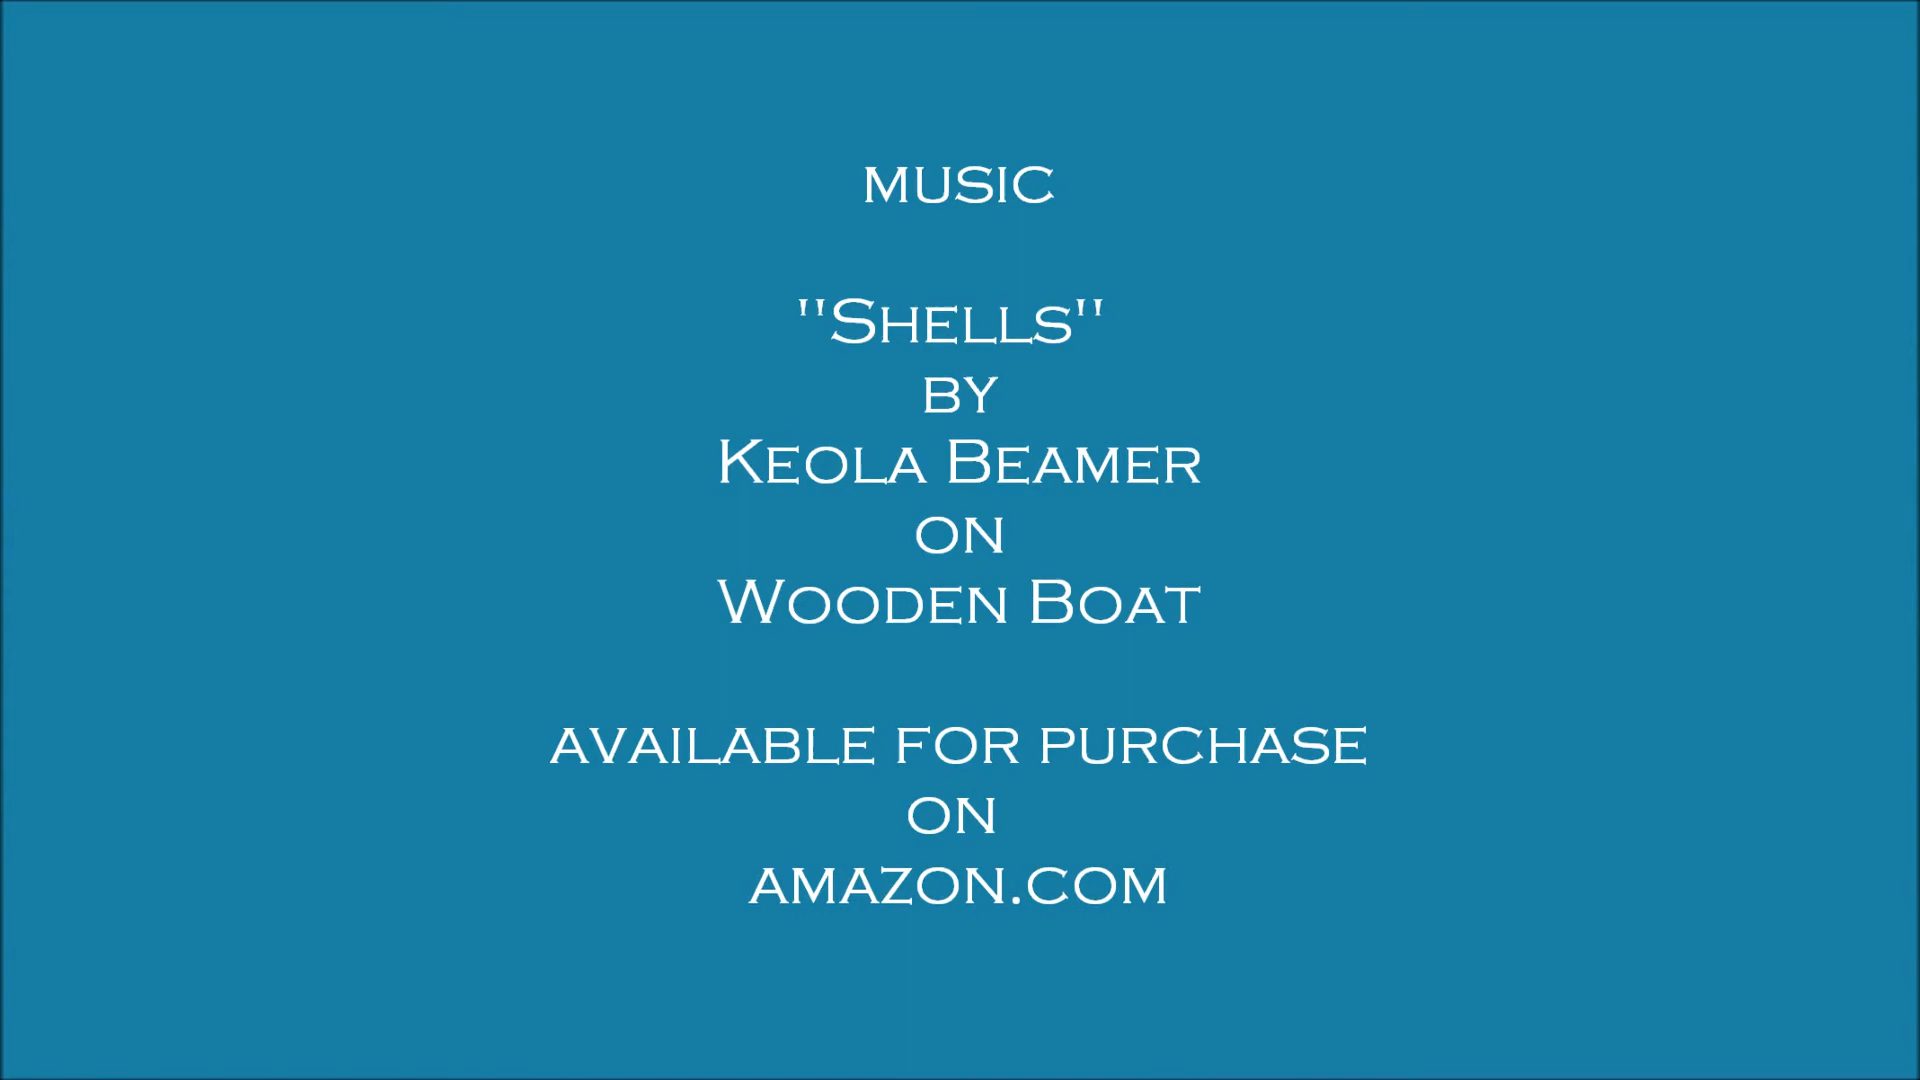 music
"Shells"
by
Keola Beamer
on
Wooden Boat
available for purchase
on
amazon.com